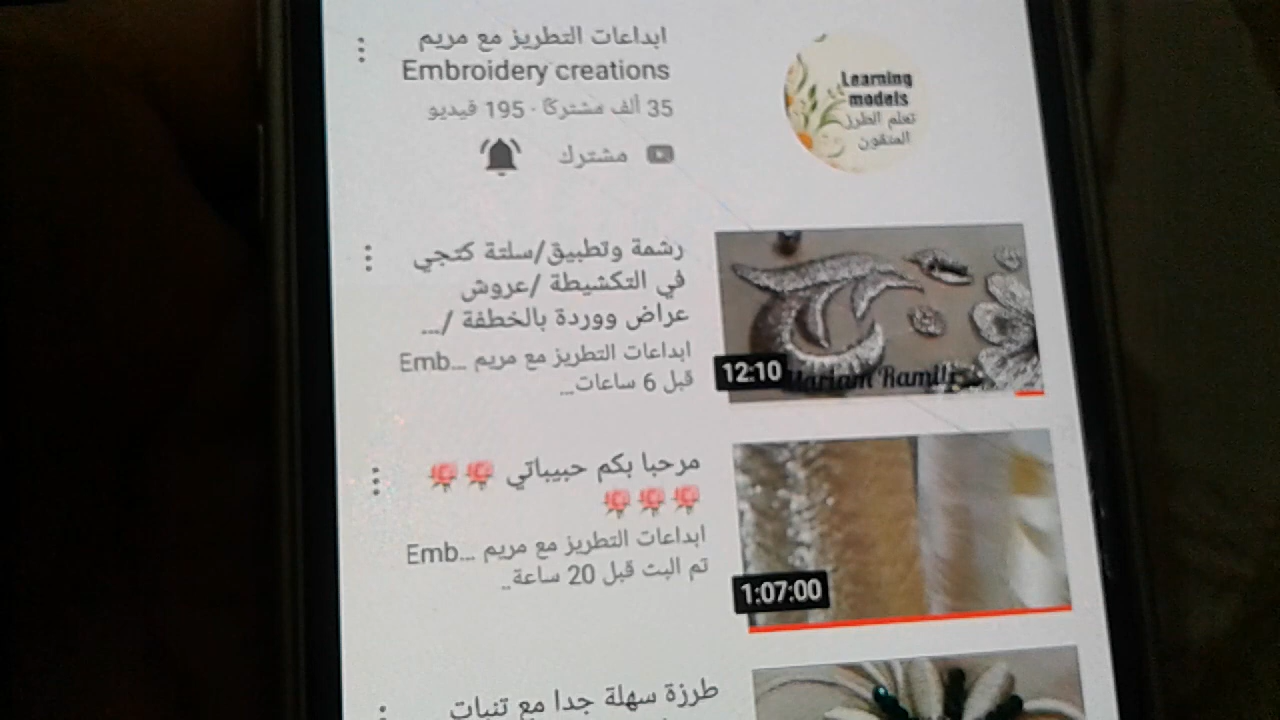 ابداعات التطريز مع مريم
Embroidery creations
35 ألف مشترك · 195 فيديو
مشترك
Learning
models
تعلم الطرز
المتقون
رشمة وتطبيق/سلتة كتجي
في التكشيطة /عروش
عراض ووردة بالخطفة /...
ابداعات التطريز مع مريم Emb...
قبل 6 ساعات...
12:10
Mariam Ramili
مرحبا بكم حبيباتي 🌹🌹
🌹🌹🌹
ابداعات التطريز مع مريم Emb...
تم البث قبل 20 ساعة..
1:07:00
طرزة سهلة جدا مع تنبات